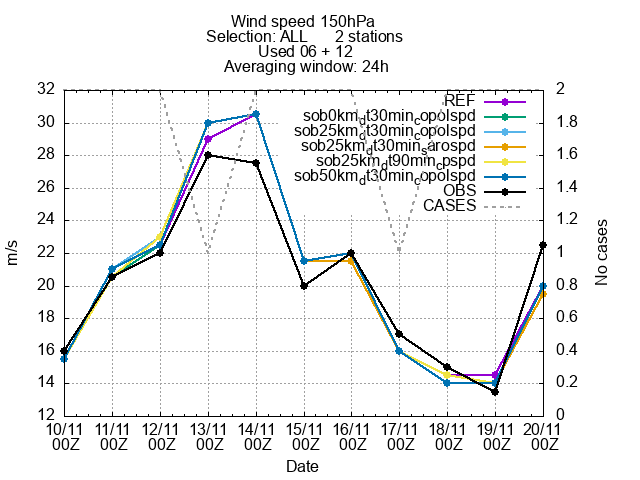 Wind speed 150hPa
Selection: ALL 2 stations
Used 06 + 12
Averaging window: 24h
REF
sob0km_dt30min_copolspd
sob25km_dt30min_copolspd
sob25km_dt30min_sarospd
sob25km_dt90min_cpspd
sob50km_dt30min_copolspd
OBS
CASES
32
30
28
26
24
22
20
18
16
14
12
m/s
2
1.8
1.6
1.4
1.2
1
0.8
0.6
0.4
0.2
0
No cases
10/11 11/11 12/11 13/11 14/11 15/11 16/11 17/11 18/11 19/11 20/11
00Z 00Z 00Z 00Z 00Z 00Z 00Z 00Z 00Z 00Z 00Z
Date